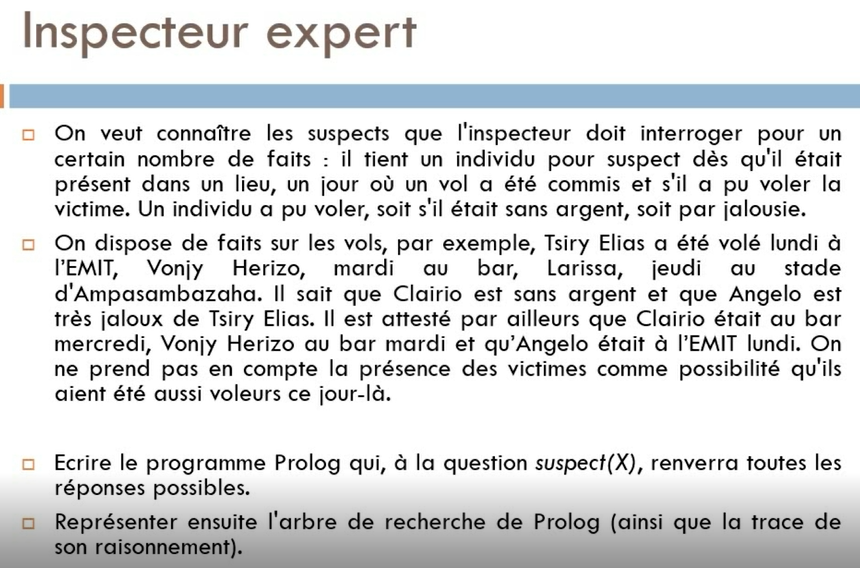 Inspecteur expert
On veut connaître les suspects que l'inspecteur doit interroger pour un
certain nombre de faits : il tient un individu pour suspect dès qu'il était
présent dans un lieu, un jour où un vol a été commis et s'il a pu voler la
victime. Un individu a pu voler, soit s'il était sans argent, soit par jalousie.
On dispose de faits sur les vols, par exemple, Tsiry Elias a été volé lundi à
l’EMIT, Vonjy Herizo, mardi au bar, Larissa, jeudi au stade
d'Ampasambazaha. Il sait que Clairio est sans argent et que Angelo est
très jaloux de Tsiry Elias. Il est attesté par ailleurs que Clairio était au bar
mercredi, Vonjy Herizo au bar mardi et qu’Angelo était à l’EMIT lundi. On
ne prend pas en compte la présence des victimes comme possibilité qu'ils
aient été aussi voleurs ce jour-là.
Ecrire le programme Prolog qui, à la question suspect(X), renverra toutes les
réponses possibles.
Représenter ensuite l'arbre de recherche de Prolog (ainsi que la trace de
son raisonnement).